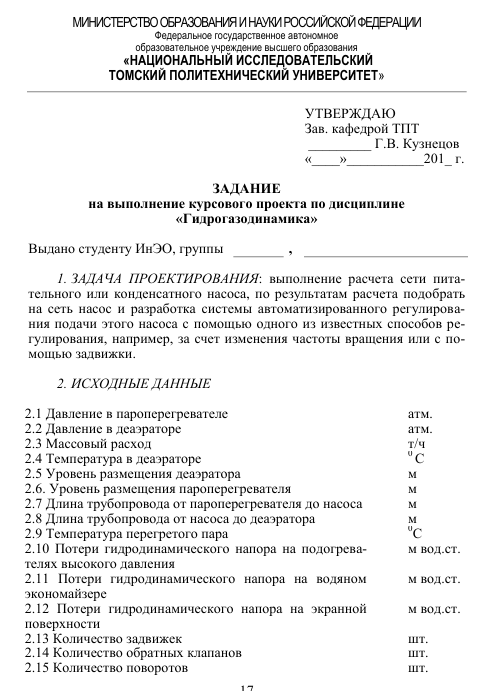 МИНИСТЕРСТВО ОБРАЗОВАНИЯ И НАУКИ РОССИЙСКОЙ ФЕДЕРАЦИИ
Федеральное государственное автономное
образовательное учреждение высшего образования
«НАЦИОНАЛЬНЫЙ ИССЛЕДОВАТЕЛЬСКИЙ
ТОМСКИЙ ПОЛИТЕХНИЧЕСКИЙ УНИВЕРСИТЕТ»
УТВЕРЖДАЮ
Зав. кафедрой ТПТ
_________ Г.В. Кузнецов
«____»___________201_ г.
ЗАДАНИЕ
на выполнение курсового проекта по дисциплине
«Гидрогазодинамика»
Выдано студенту ИнЭО, группы _______ , _______________________
1. ЗАДАЧА ПРОЕКТИРОВАНИЯ: выполнение расчета сети пита-
тельного или конденсатного насоса, по результатам расчета подобрать
на сеть насос и разработка системы автоматизированного регулирова-
ния подачи этого насоса с помощью одного из известных способов ре-
гулирования, например, за счет изменения частоты вращения или с по-
мощью задвижки.
2. ИСХОДНЫЕ ДАННЫЕ
2.1 Давление в пароперегревателе атм.
2.2 Давление в деаэраторе атм.
2.3 Массовый расход т/ч
2.4 Температура в деаэраторе ⁰ С
2.5 Уровень размещения деаэратора м
2.6. Уровень размещения пароперегревателя м
2.7 Длина трубопровода от пароперегревателя до насоса м
2.8 Длина трубопровода от насоса до деаэратора м
2.9 Температура перегретого пара ⁰С
2.10 Потери гидродинамического напора на подогрева- м вод.ст.
телях высокого давления
2.11 Потери гидродинамического напора на водяном м вод.ст.
экономайзере
2.12 Потери гидродинамического напора на экранной м вод.ст.
поверхности
2.13 Количество задвижек шт.
2.14 Количество обратных клапанов шт.
2.15 Количество поворотов шт.
17